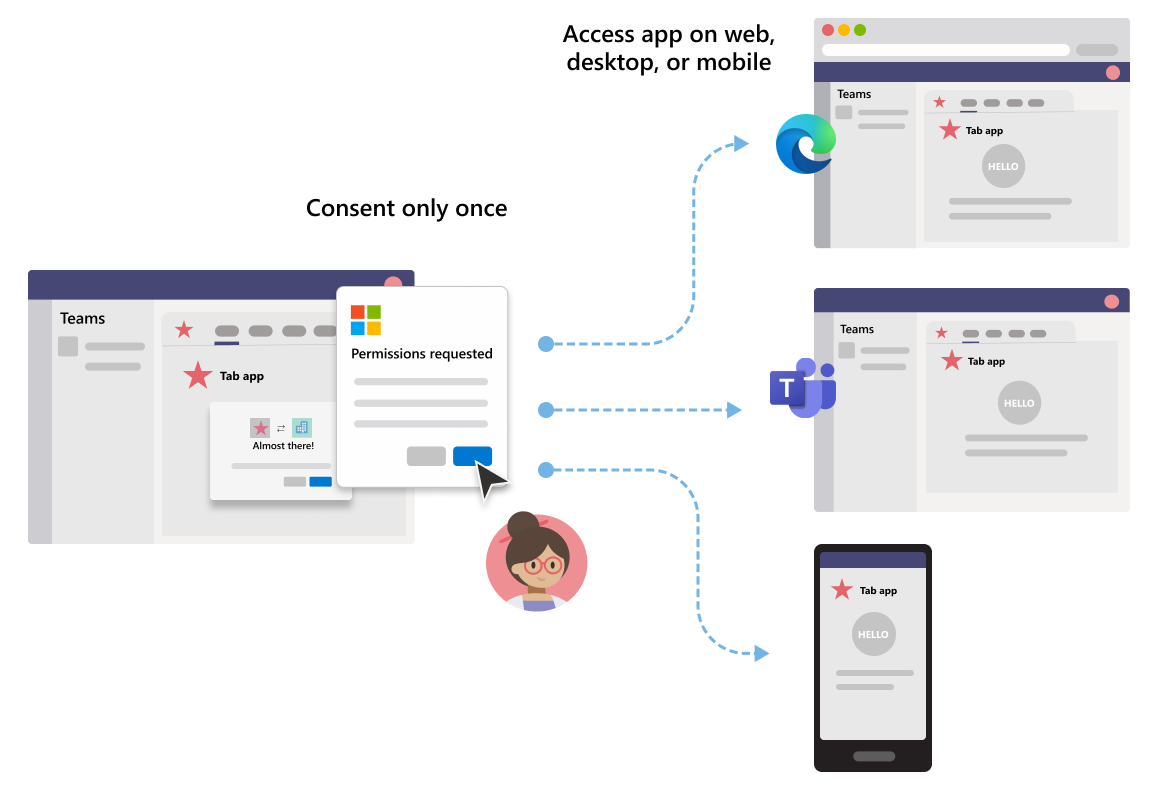 Access app on web,
desktop, or mobile
Consent only once
Teams
Tab app
Almost there!
Permissions requested
Teams
Tab app
HELLO
Teams
Tab app
HELLO
T
Tab app
HELLO